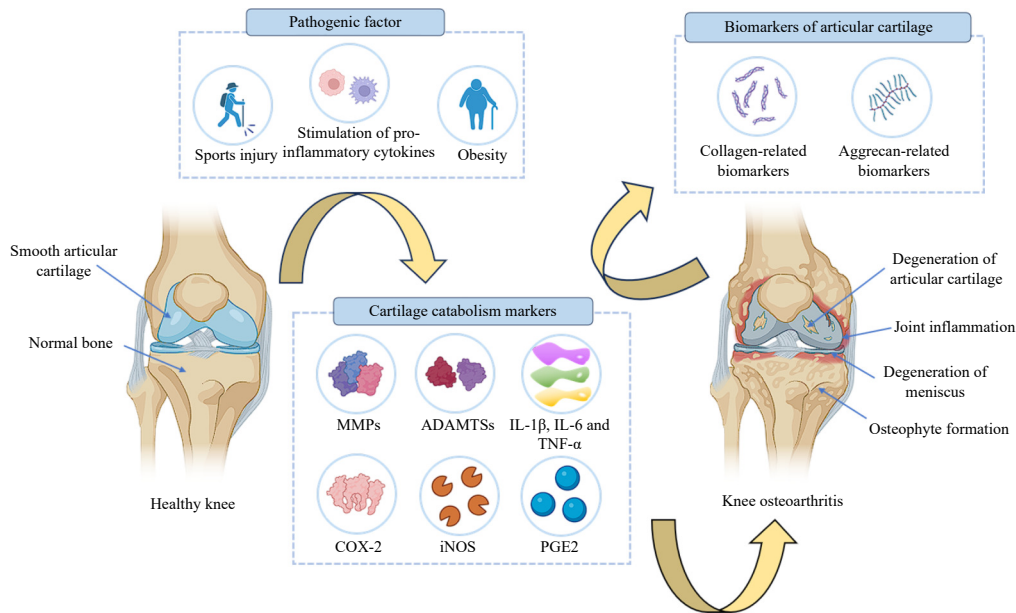 Pathogenic factor
Sports injury
Stimulation of pro-
inflammatory cytokines
Obesity
Biomarkers of articular cartilage
Collagen-related
biomarkers
Aggrecan-related
biomarkers
Smooth articular
cartilage
Normal bone
Healthy knee
Cartilage catabolism markers
MMPs
ADAMTSs
IL-1β, IL-6 and
TNF-α
COX-2
iNOS
PGE2
Degeneration of
articular cartilage
Joint inflammation
Degeneration of
meniscus
Osteophyte formation
Knee osteoarthritis